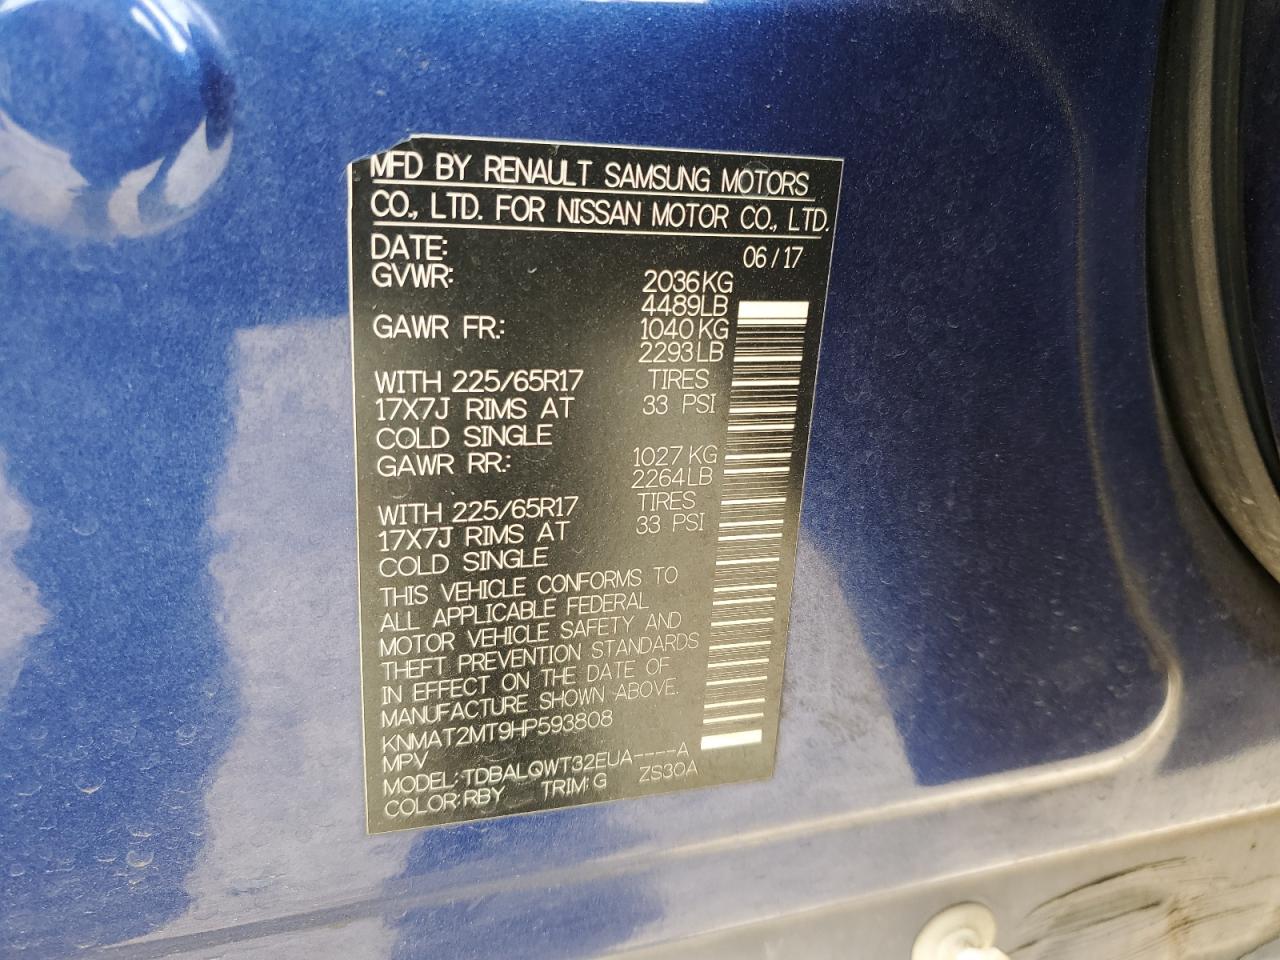 MFD BY RENAULT SAMSUNG MOTORS
CO., LTD. FOR NISSAN MOTOR CO., LTD.
DATE: 06/17
GVWR: 2036KG
4489LB
GAWR FR: 1040KG
2293LB
WITH 225/65R17 TIRES
17X7J RIMS AT 33 PSI
COLD SINGLE
GAWR RR: 1027KG
2264LB
WITH 225/65R17 TIRES
17X7J RIMS AT 33 PSI
COLD SINGLE
THIS VEHICLE CONFORMS TO
ALL APPLICABLE FEDERAL
MOTOR VEHICLE SAFETY AND
THEFT PREVENTION STANDARDS
IN EFFECT ON THE DATE OF
MANUFACTURE SHOWN ABOVE.
KNMAT2MT9HP593808
MPV
MODEL:TDBALQWT32EUA----A
COLOR:RBY TRIM:G ZS30A